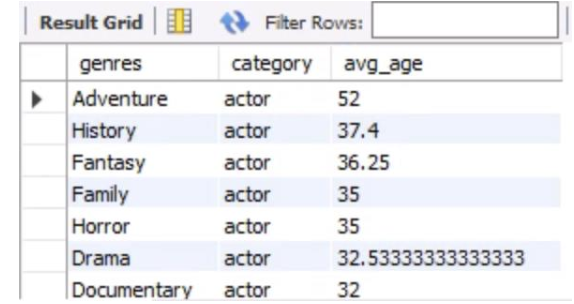 Result Grid Filter Rows:
genres category avg_age
Adventure actor 52
History actor 37.4
Fantasy actor 36.25
Family actor 35
Horror actor 35
Drama actor 32.53333333333333
Documentary actor 32